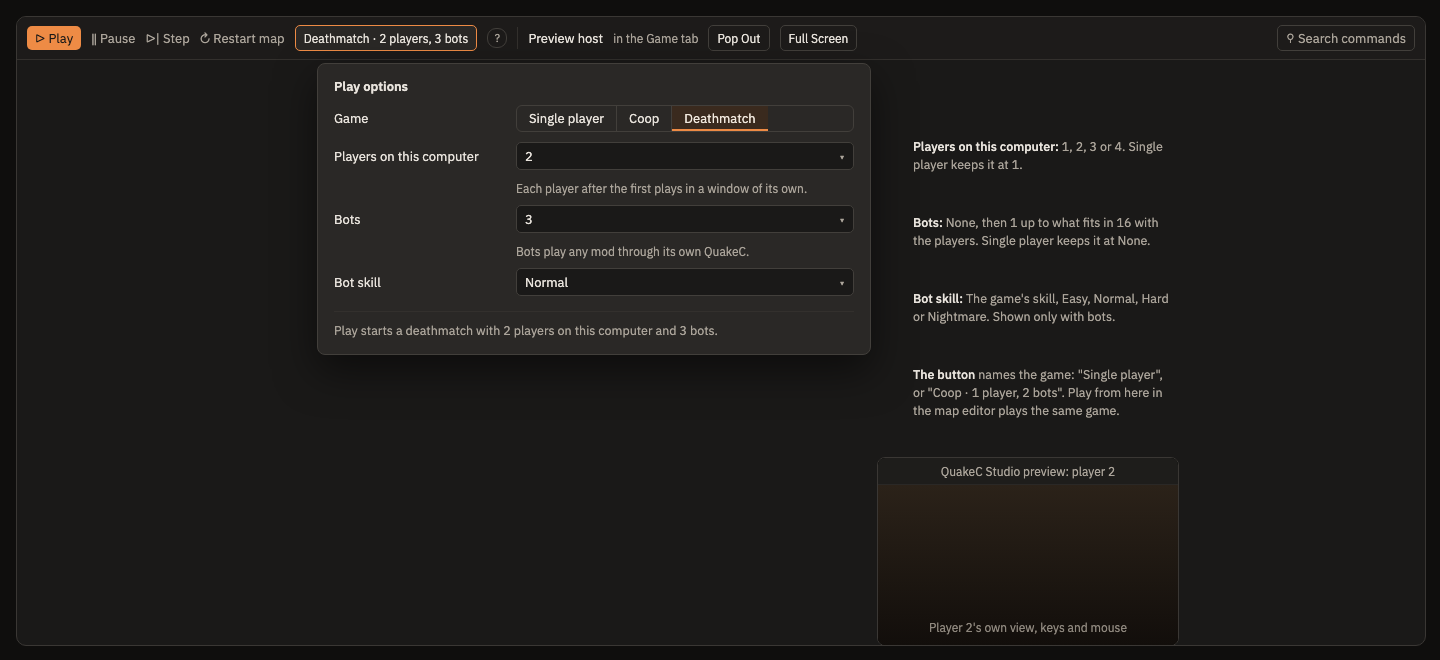 Play
Pause
Step
Restart map
Deathmatch · 2 players, 3 bots
?
Preview host
in the Game tab
Pop Out
Full Screen
Search commands
Play options
Game
Single player
Coop
Deathmatch
Players on this computer
2
Each player after the first plays in a window of its own.
Bots
3
Bots play any mod through its own QuakeC.
Bot skill
Normal
Play starts a deathmatch with 2 players on this computer and 3 bots.
Players on this computer: 1, 2, 3 or 4. Single
player keeps it at 1.
Bots: None, then 1 up to what fits in 16 with
the players. Single player keeps it at None.
Bot skill: The game's skill, Easy, Normal, Hard
or Nightmare. Shown only with bots.
The button names the game: "Single player",
or "Coop · 1 player, 2 bots". Play from here in
the map editor plays the same game.
QuakeC Studio preview: player 2
Player 2's own view, keys and mouse